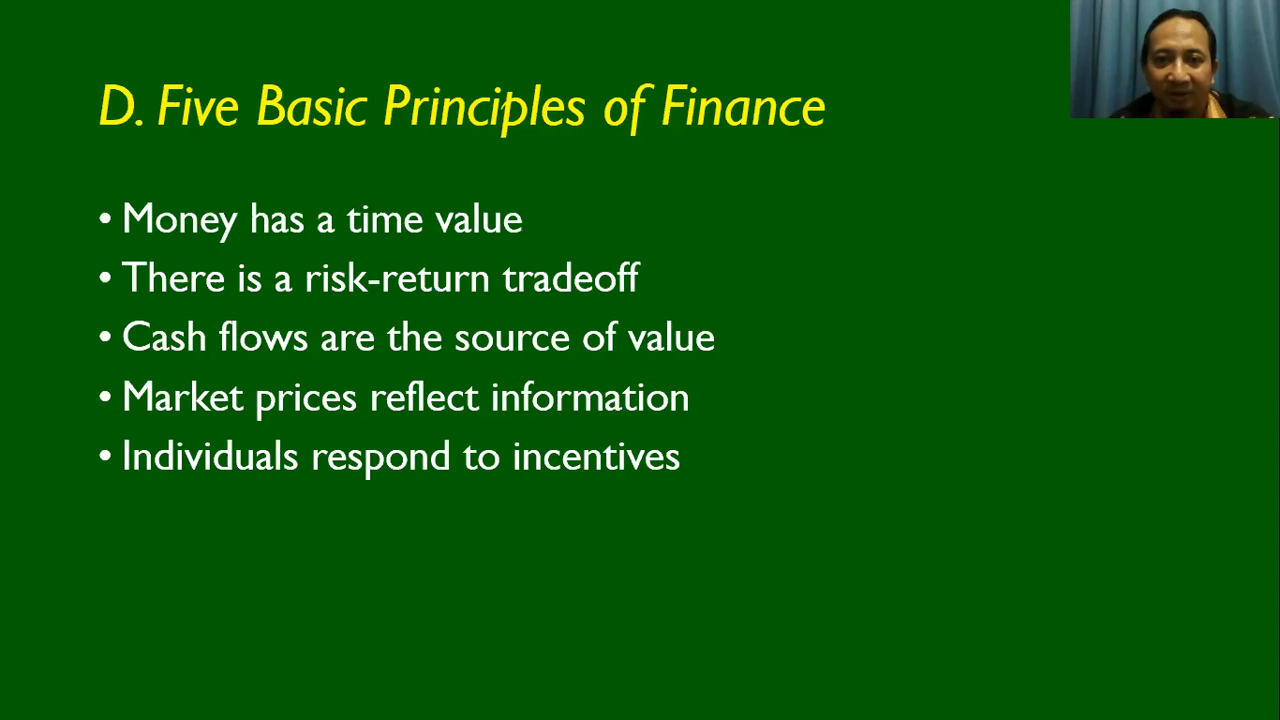 D. Five Basic Principles of Finance
• Money has a time value
• There is a risk-return tradeoff
• Cash flows are the source of value
• Market prices reflect information
• Individuals respond to incentives